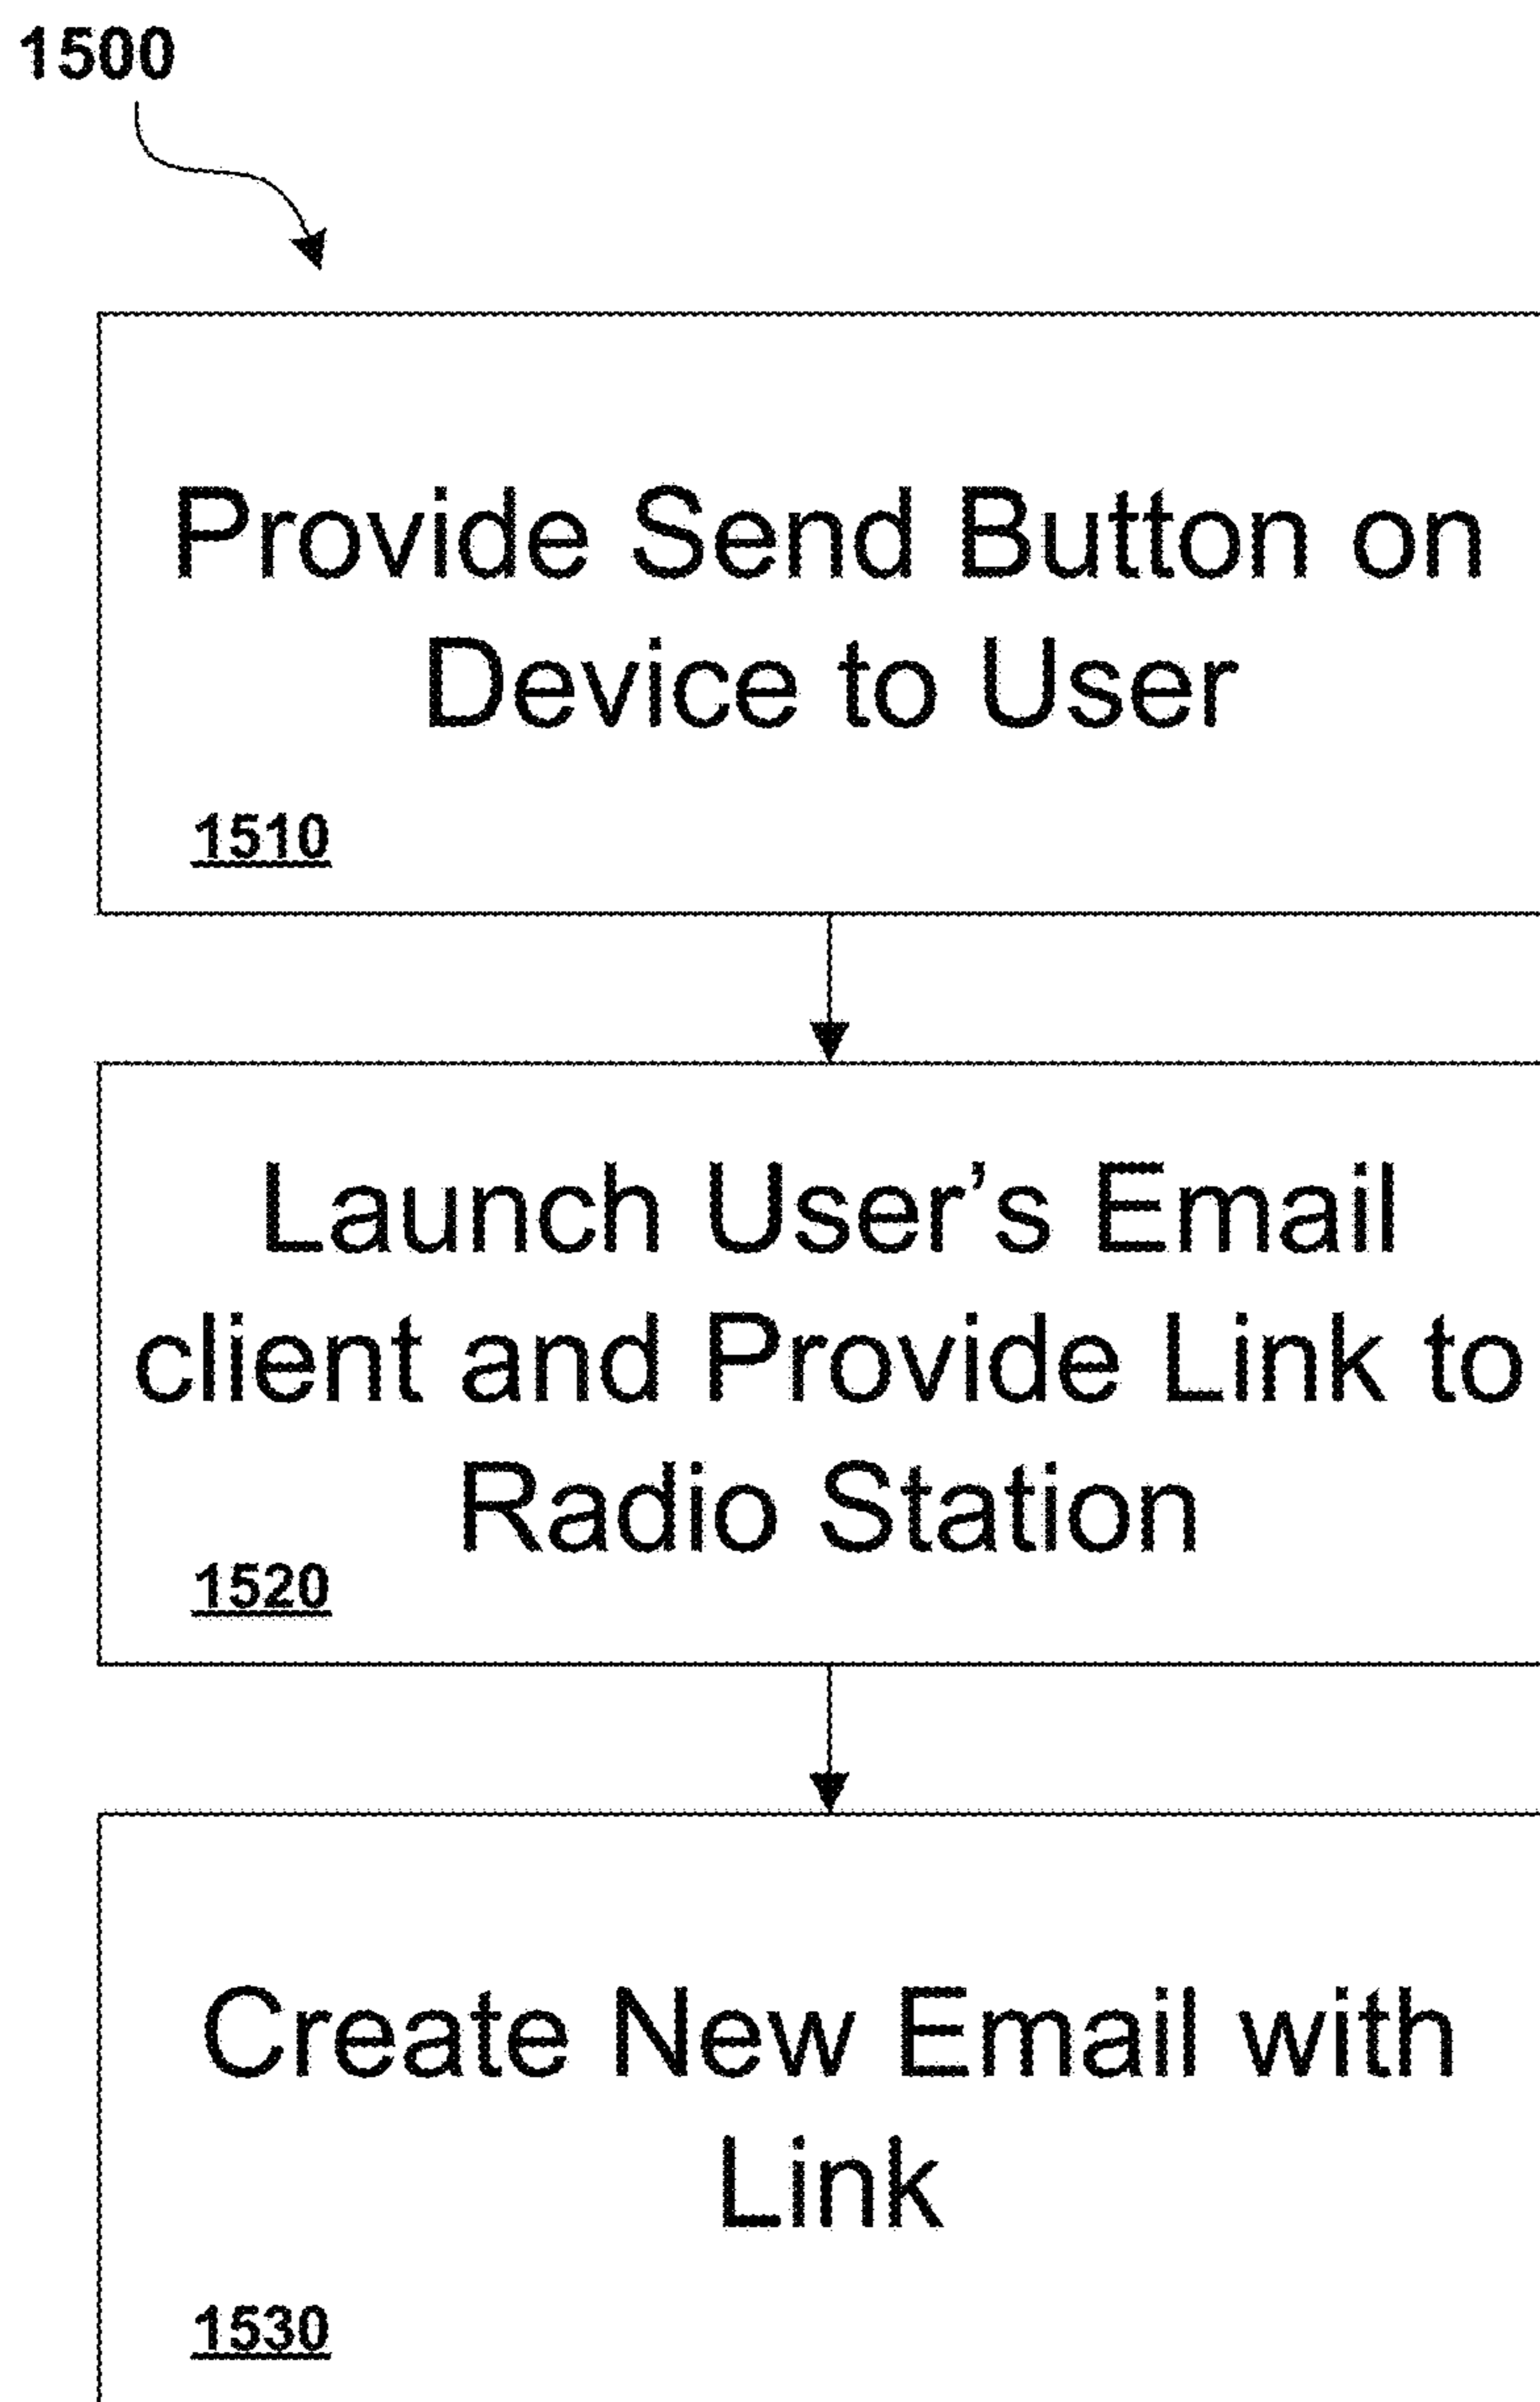 1500
Provide Send Button on
Device to User
1510
Launch User’s Email
client and Provide Link to
Radio Station
1520
Create New Email with
Link
1530